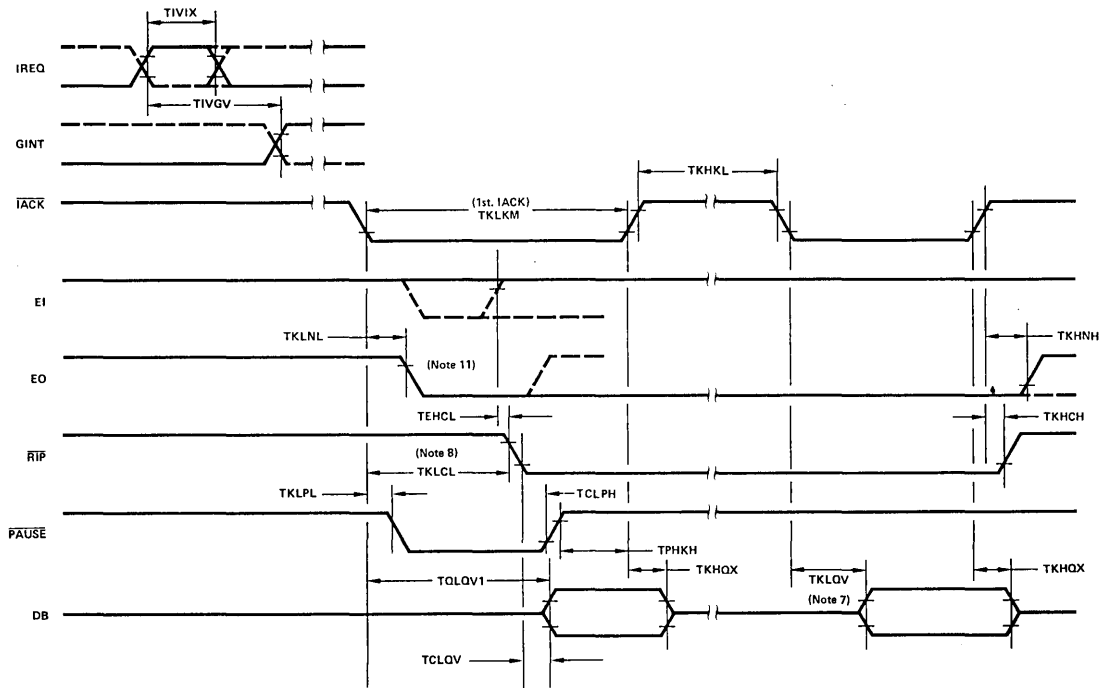 TIVIX
IREQ
TIVGV
GINT
TKHKL
IACK
(1st. IACK)
TKLKM
EI
TKLNL
TKHNH
(Note 11)
EO
TEHCL
TKHCH
RIP
(Note 8)
TKLCL
TKLPL
TCLPH
PAUSE
TPHKH
TKHQX
TQLQV1
TKLQV
TKHQX
(Note 7)
DB
TCLQV